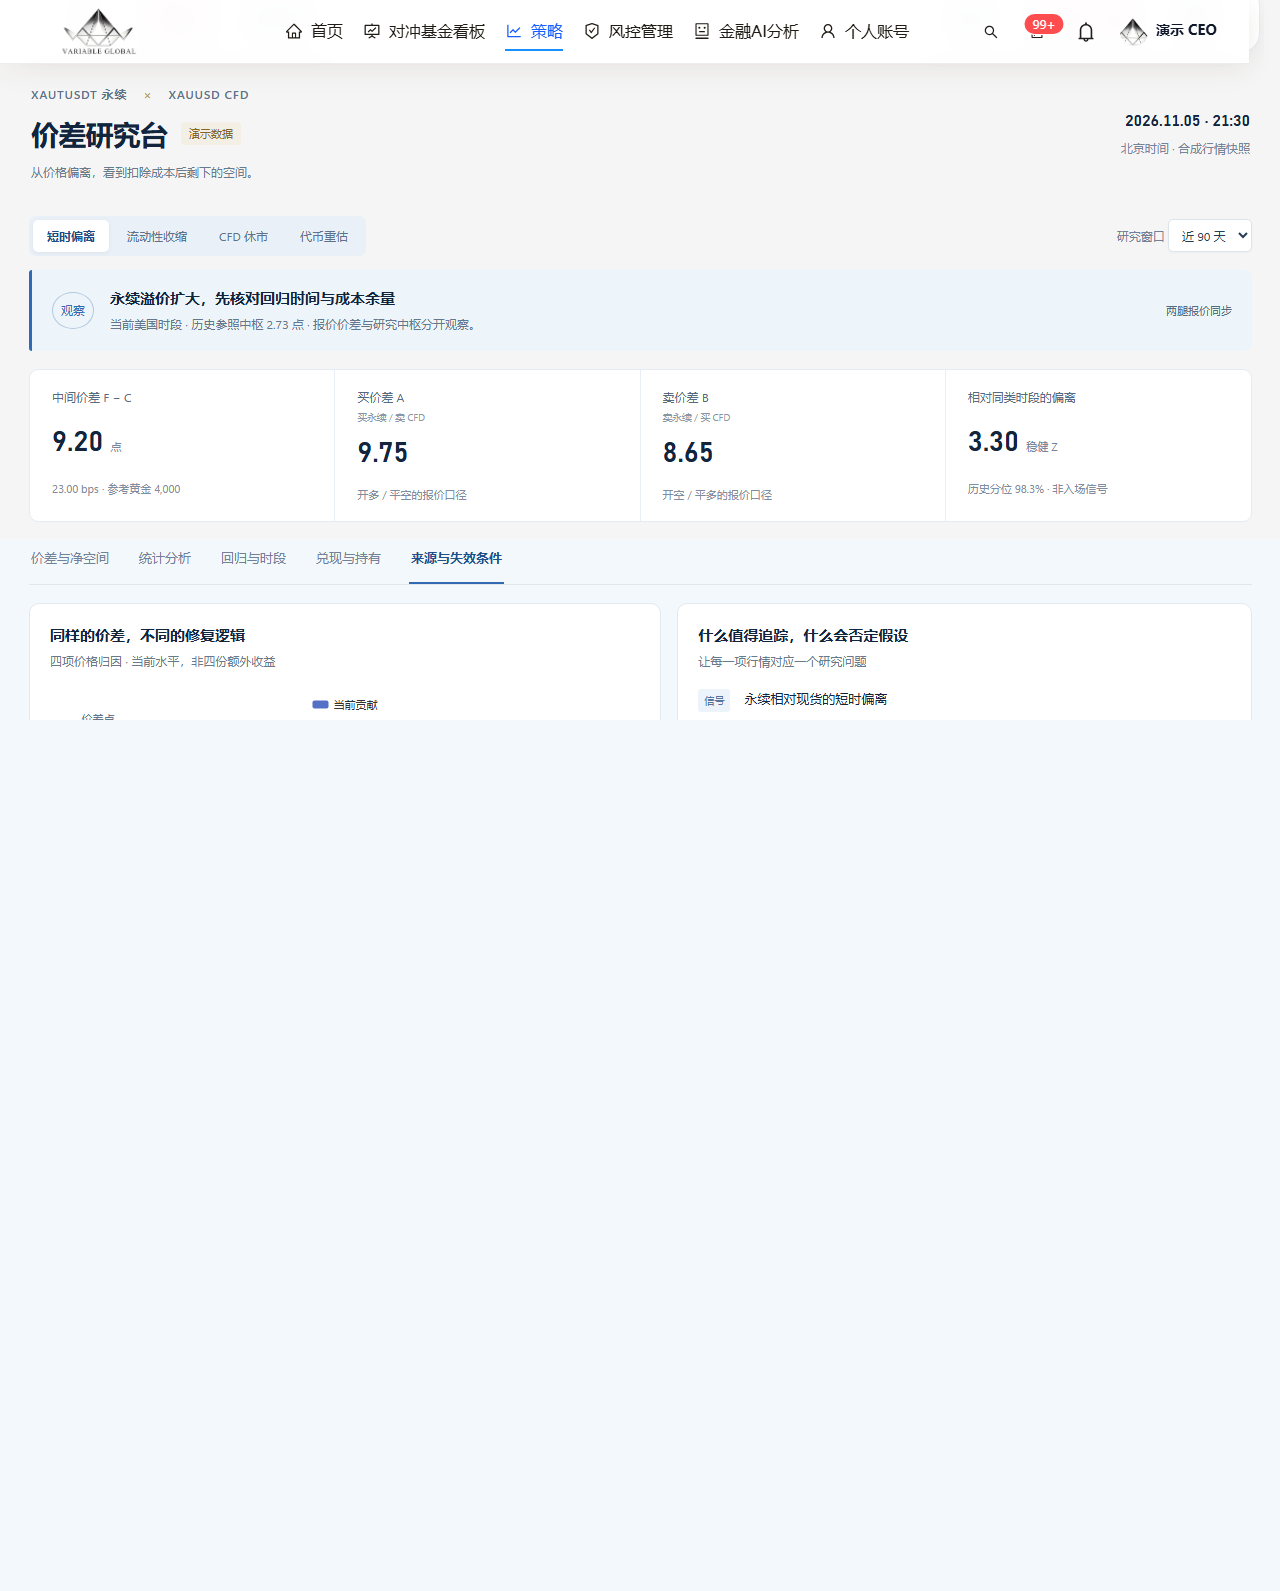 VARIABLE GLOBAL
首页
对冲基金看板
策略
风控管理
金融AI分析
个人账号
99+
演示 CEO
XAUTUSDT 永续 × XAUUSD CFD
价差研究台 演示数据
从价格偏离，看到扣除成本后剩下的空间。
2026.11.05 · 21:30
北京时间 · 合成行情快照
短时偏离
流动性收缩
CFD 休市
代币重估
研究窗口 近 90 天
观察
永续溢价扩大，先核对回归时间与成本余量
当前美国时段 · 历史参照中枢 2.73 点 · 报价价差与研究中枢分开观察。
两腿报价同步
中间价差 F − C
9.20 点
23.00 bps · 参考黄金 4,000
买价差 A
买永续 / 卖 CFD
9.75
开多 / 平空的报价口径
卖价差 B
卖永续 / 买 CFD
8.65
开空 / 平多的报价口径
相对同类时段的偏离
3.30 稳健 Z
历史分位 98.3% · 非入场信号
价差与净空间
统计分析
回归与时段
兑现与持有
来源与失效条件
同样的价差，不同的修复逻辑
四项价格归因 · 当前水平，非四份额外收益
当前贡献
价差点
什么值得追踪，什么会否定假设
让每一项行情对应一个研究问题
信号 永续相对现货的短时偏离